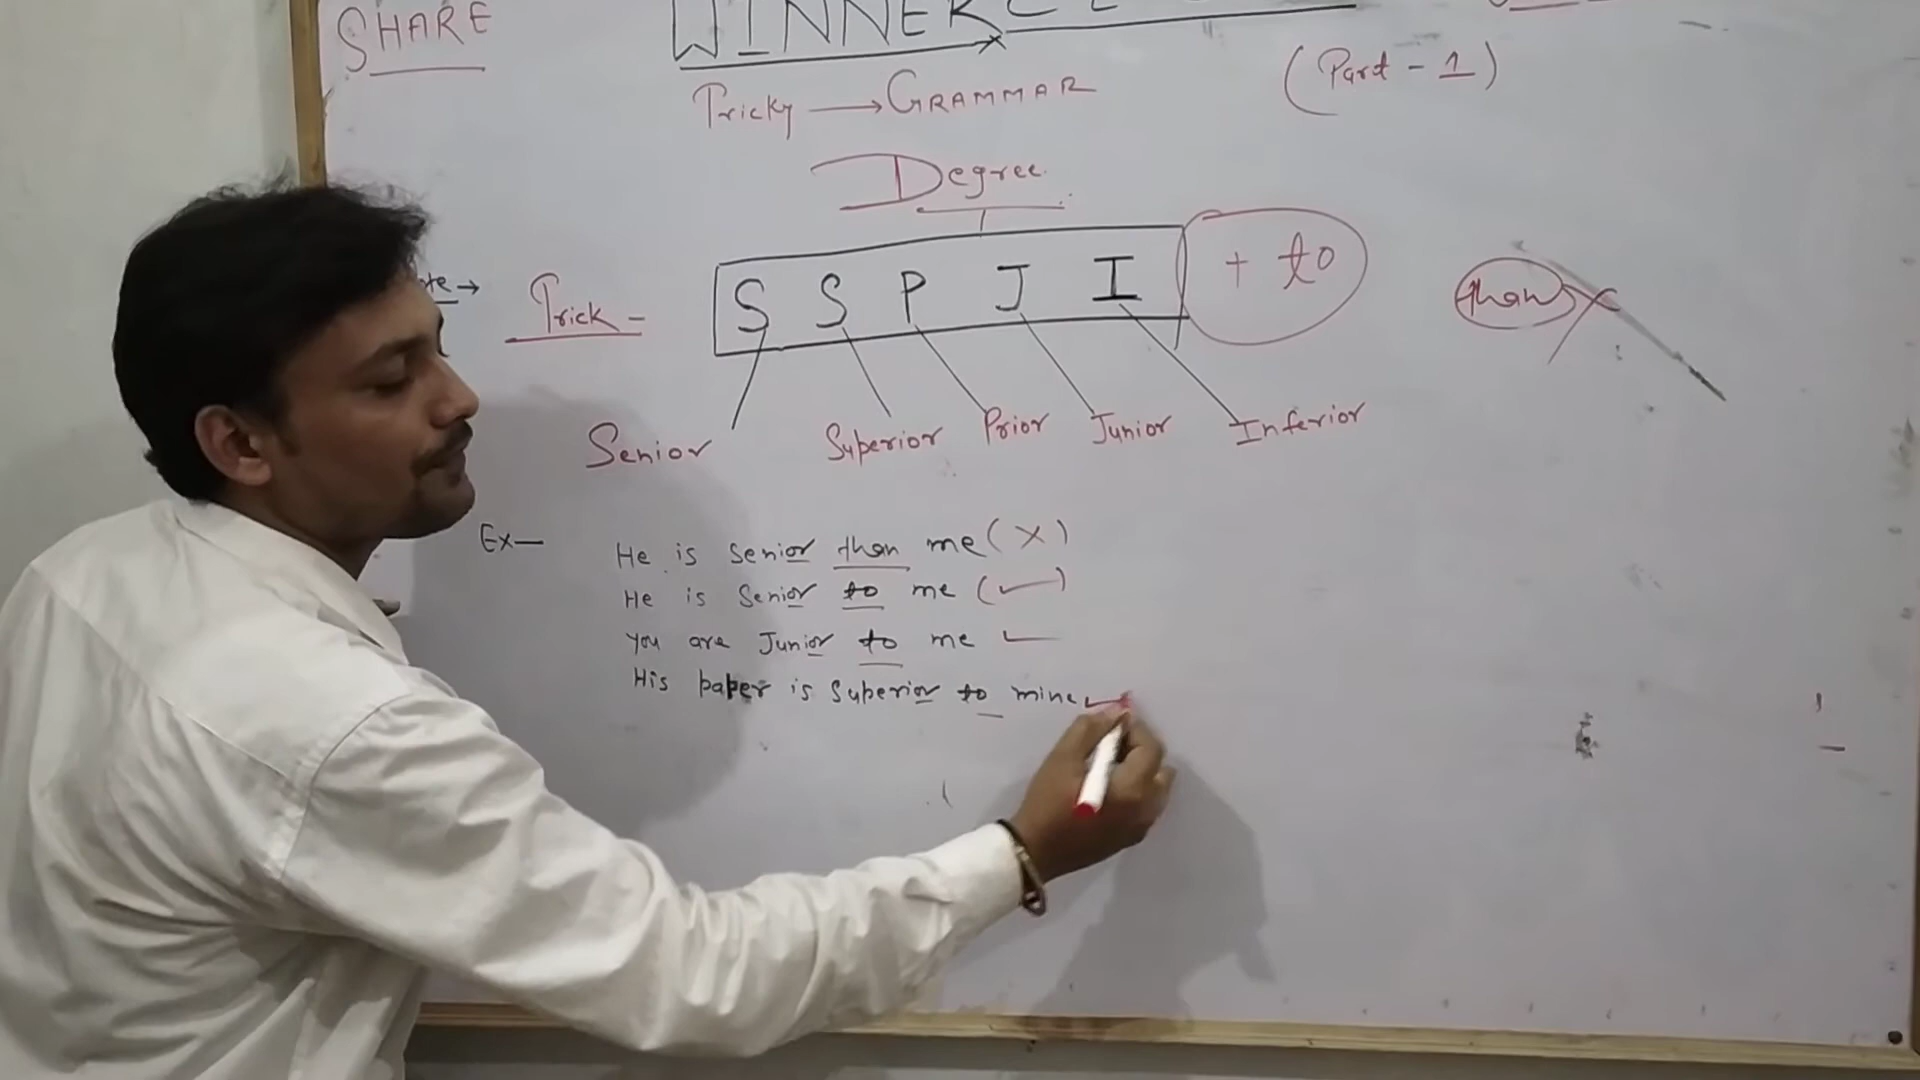 SHARE
WINNER
Tricky → GRAMMAR
(Part - 1)
Degree
Trick -
S S P J I + to
than
Senior Superior Prior Junior Inferior
Ex—
He is senior than me (X)
He is Senior to me (✓)
You are Junior to me ✓
His paper is Superior to mine ✓